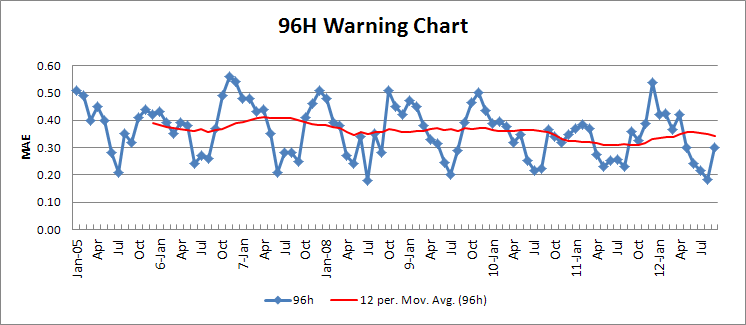 96H Warning Chart
MAE
0.60
0.50
0.40
0.30
0.20
0.10
0.00
Jan-05
Apr
Jul
Oct
6-Jan
Apr
Jul
Oct
7-Jan
Apr
Jul
Oct
Jan-08
Apr
Jul
Oct
9-Jan
Apr
Jul
Oct
10-Jan
Apr
Jul
Oct
11-Jan
Apr
Jul
Oct
12-Jan
Apr
Jul
96h
12 per. Mov. Avg. (96h)